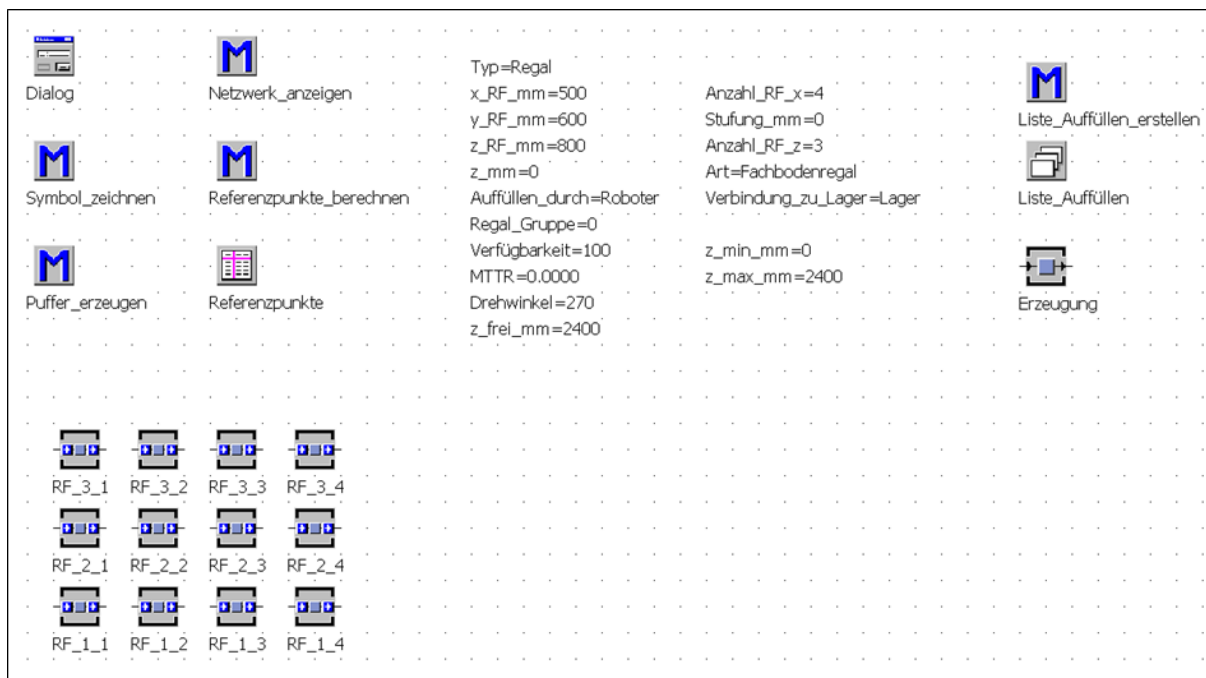 Dialog
Netzwerk_anzeigen
Symbol_zeichnen
Referenzpunkte_berechnen
Puffer_erzeugen
Referenzpunkte
Typ=Regal
x_RF_mm=500
y_RF_mm=600
z_RF_mm=800
z_mm=0
Auffüllen_durch=Roboter
Regal_Gruppe=0
Verfügbarkeit=100
MTTR=0.0000
Drehwinkel=270
z_frei_mm=2400
Anzahl_RF_x=4
Stufung_mm=0
Anzahl_RF_z=3
Art=Fachbodenregal
Verbindung_zu_Lager=Lager
z_min_mm=0
z_max_mm=2400
Liste_Auffüllen_erstellen
Liste_Auffüllen
Erzeugung
RF_3_1 RF_3_2 RF_3_3 RF_3_4
RF_2_1 RF_2_2 RF_2_3 RF_2_4
RF_1_1 RF_1_2 RF_1_3 RF_1_4